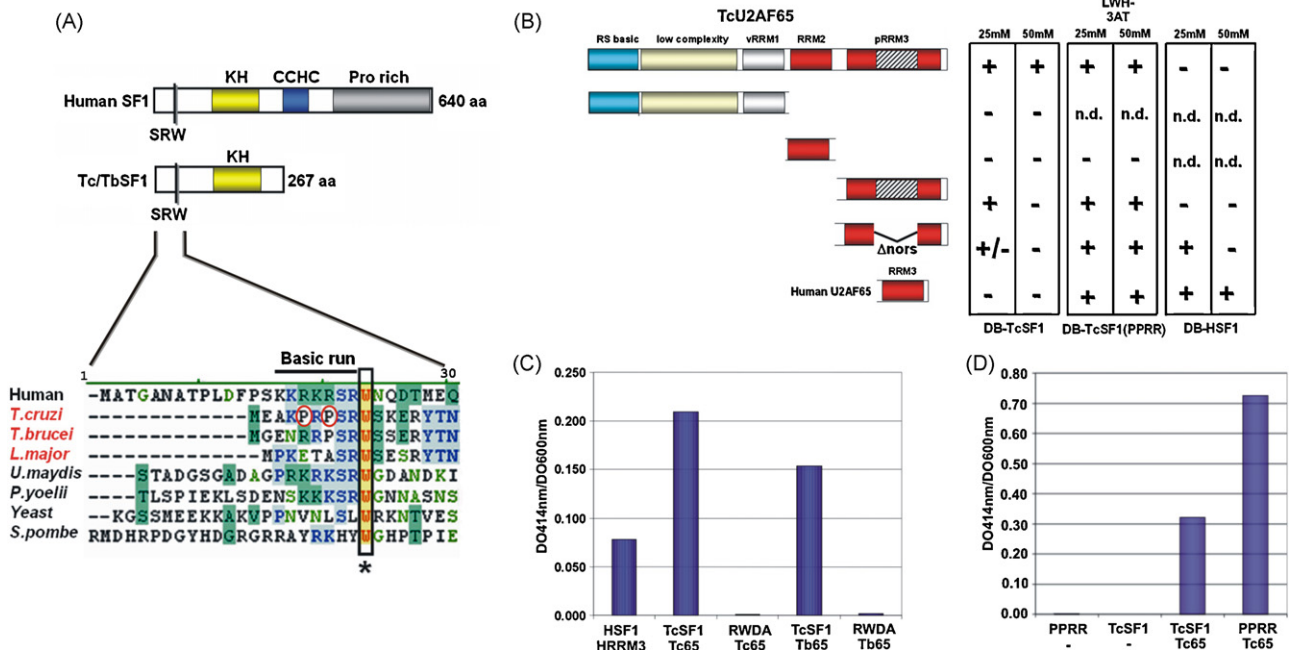 (A)
KH CCHC Pro rich
Human SF1 640 aa
SRW
KH
Tc/TbSF1 267 aa
SRW
Basic run
1 30
Human -MATGANATPLDFPSKKRKRSRWNQDTMEQ
T.cruzi -------------MEAKPRPSRWSKERYTN
T.brucei -------------MGENRRPSRWSSERYTN
L.major --------------MPKETASRWSESRYTN
U.maydis ----STADGSGADAGPRKRKSRWGDANDKI
P.yoelii ----TLSPIEKLSDENSKKKSRWGNNASNS
Yeast --KGSSMEEKKAKVPPNVNLSLWRKNTVES
S.pombe RMDHRPDGYHDGRGRRAYRKHYWGHPTPIE
*
(B)
TcU2AF65
RS basic low complexity vRRM1 RRM2 pRRM3
Δnors
RRM3
Human U2AF65
LWH-
3AT
25mM 50mM 25mM 50mM 25mM 50mM
+ + + + - -
- - n.d. n.d. n.d. n.d.
- - - - n.d. n.d.
+ - + + - -
+/- - + + + -
- - + + + +
DB-TcSF1 DB-TcSF1(PPRR) DB-HSF1
(C)
DO414nm/DO600nm
0.250
0.200
0.150
0.100
0.050
0.000
HSF1 TcSF1 RWDA TcSF1 RWDA
HRRM3 Tc65 Tc65 Tb65 Tb65
(D)
DO414nm/DO600nm
0.80
0.70
0.60
0.50
0.40
0.30
0.20
0.10
0.00
PPRR TcSF1 TcSF1 PPRR
- - Tc65 Tc65